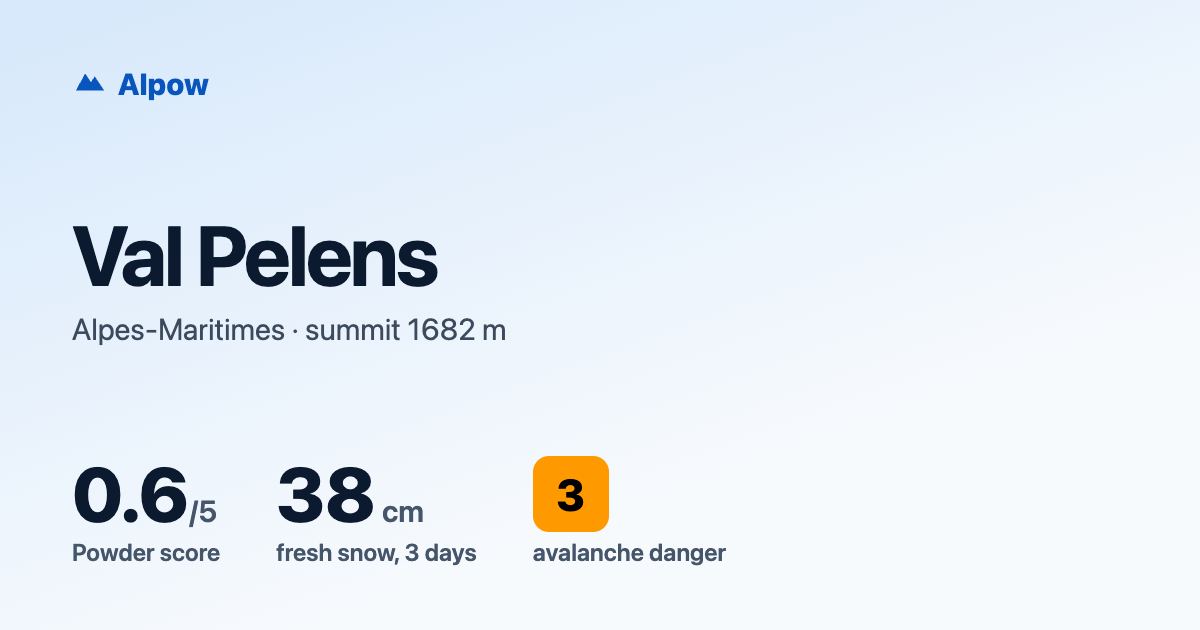 Alpow
Val Pelens
Alpes-Maritimes · summit 1682 m
0.6/5
Powder score
38 cm
fresh snow, 3 days
3
avalanche danger